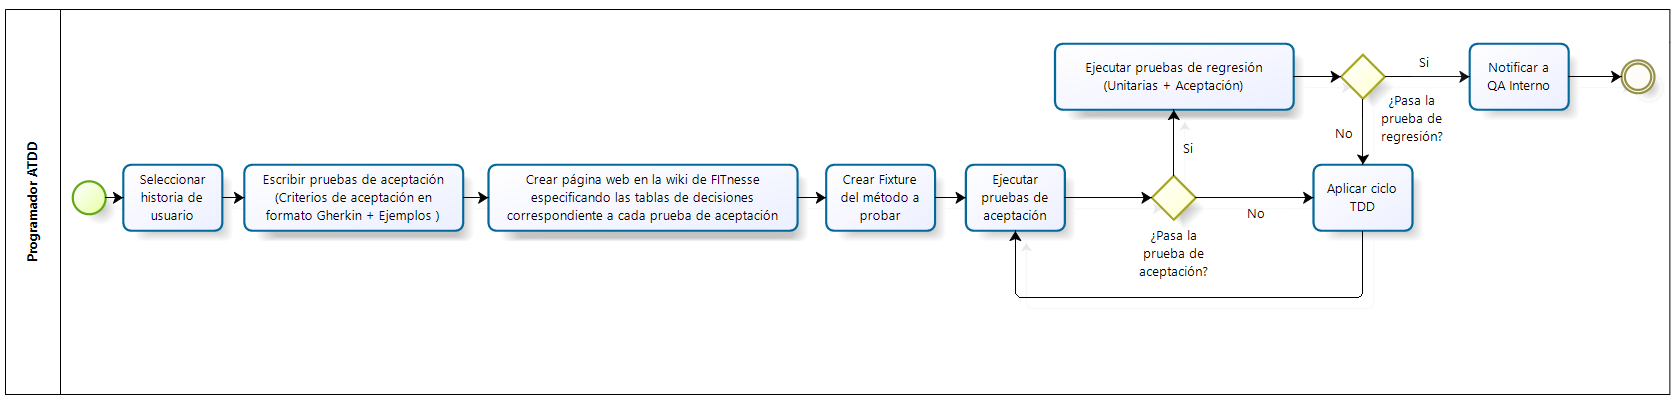 Programador ATDD
Seleccionar
historia de
usuario
Escribir pruebas de aceptación
(Criterios de aceptación en
formato Gherkin + Ejemplos )
Crear página web en la wiki de FITnesse
especificando las tablas de decisiones
correspondiente a cada prueba de aceptación
Crear Fixture
del método a
probar
Ejecutar
pruebas de
aceptación
¿Pasa la
prueba de
aceptación?
Si
No
Ejecutar pruebas de regresión
(Unitarias + Aceptación)
¿Pasa la
prueba de
regresión?
Si
No
Aplicar ciclo
TDD
Notificar a
QA Interno